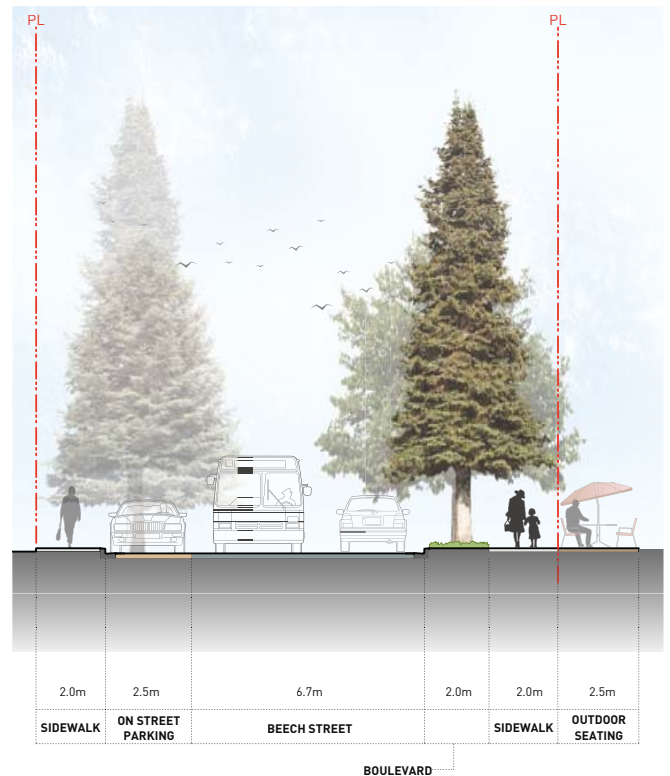 PL PL
2.0m 2.5m 6.7m 2.0m 2.0m 2.5m
SIDEWALK ON STREET PARKING BEECH STREET SIDEWALK OUTDOOR SEATING
BOULEVARD